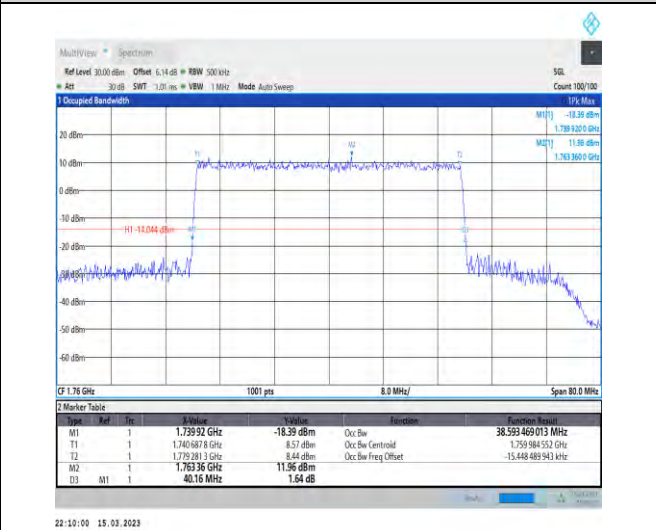 MultiView Spectrum
Ref Level 30.00 dBm Offset 6.14 dB RBW 500 kHz SGL
Att 30 dB SWT 1.01 ms VBW 1 MHz Mode Auto Sweep Count 100/100
1 Occupied Bandwidth 1Pk Max
M1[1] -18.39 dBm
1.739 920 0 GHz
20 dBm
M2[1]
1.763 360 0 GHz
T1 M2 T2
10 dBm
0 dBm
-10 dBm
H1 -14.044 dBm M1 D3
-20 dBm
-30 dBm
-40 dBm
-50 dBm
-60 dBm
CF 1.76 GHz 1001 pts 8.0 MHz/ Span 80.0 MHz
2 Marker Table
Type Ref Trc X-Value Y-Value Function Function Result
M1 1 1.739 92 GHz -18.39 dBm Occ Bw 38.593 469 013 MHz
T1 1 1.740 687 8 GHz 8.57 dBm Occ Bw Centroid 1.759 984 552 GHz
T2 1 1.779 281 3 GHz 8.44 dBm Occ Bw Freq Offset -15.448 489 943 kHz
M2 1 1.763 36 GHz 11.96 dBm
D3 M1 1 40.16 MHz 1.64 dB
22:10:00 15.03.2023